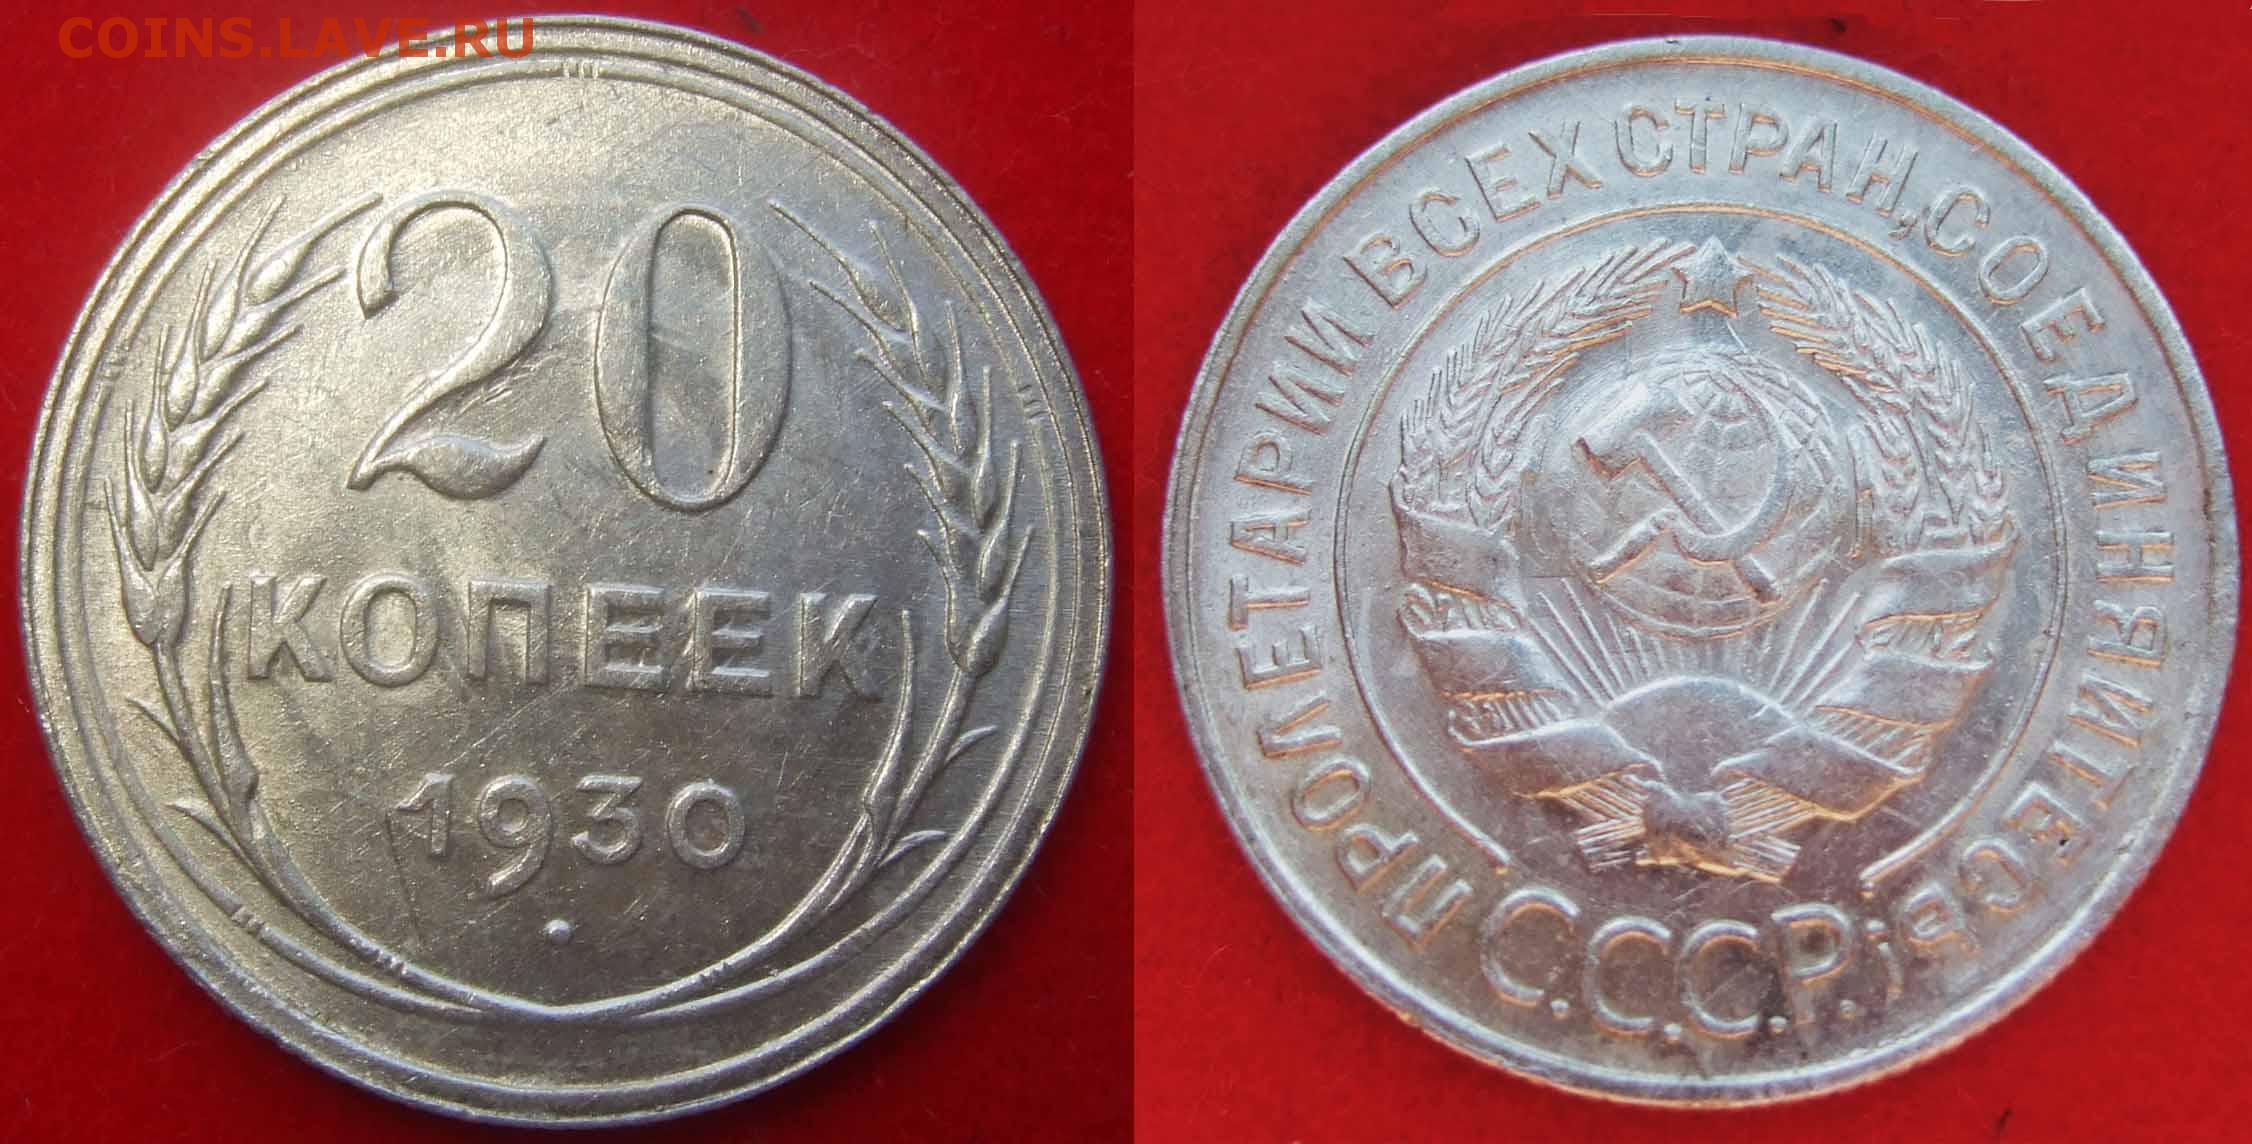 COINS.LAVE.RU
20
КОПЕЕК
1930
ПРОЛЕТАРИИ ВСЕХ СТРАН, СОЕДИНЯЙТЕСЬ!
С.С.С.Р.